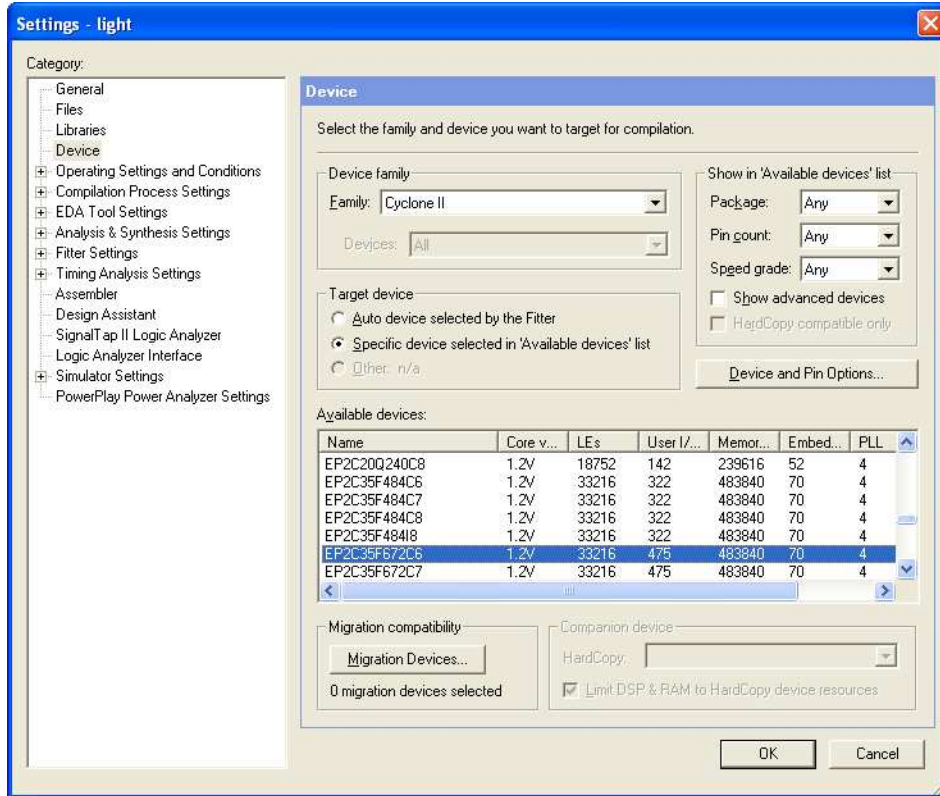 Settings - light
Category:
General
Files
Libraries
Device
Operating Settings and Conditions
Compilation Process Settings
EDA Tool Settings
Analysis & Synthesis Settings
Fitter Settings
Timing Analysis Settings
Assembler
Design Assistant
SignalTap II Logic Analyzer
Logic Analyzer Interface
Simulator Settings
PowerPlay Power Analyzer Settings
Device
Select the family and device you want to target for compilation.
Device family
Family: Cyclone II
Devices: All
Show in 'Available devices' list
Package: Any
Pin count: Any
Speed grade: Any
Show advanced devices
HardCopy compatible only
Target device
Auto device selected by the Fitter
Specific device selected in 'Available devices' list
Other: n/a
Device and Pin Options...
Available devices:
Name Core v... LEs User I/... Memor... Embed... PLL
EP2C20Q240C8 1.2V 18752 142 239616 52 4
EP2C35F484C6 1.2V 33216 322 483840 70 4
EP2C35F484C7 1.2V 33216 322 483840 70 4
EP2C35F484C8 1.2V 33216 322 483840 70 4
EP2C35F484I8 1.2V 33216 322 483840 70 4
EP2C35F672C6 1.2V 33216 475 483840 70 4
EP2C35F672C7 1.2V 33216 475 483840 70 4
Migration compatibility
Migration Devices...
0 migration devices selected
Companion device
HardCopy:
Limit DSP & RAM to HardCopy device resources
OK Cancel